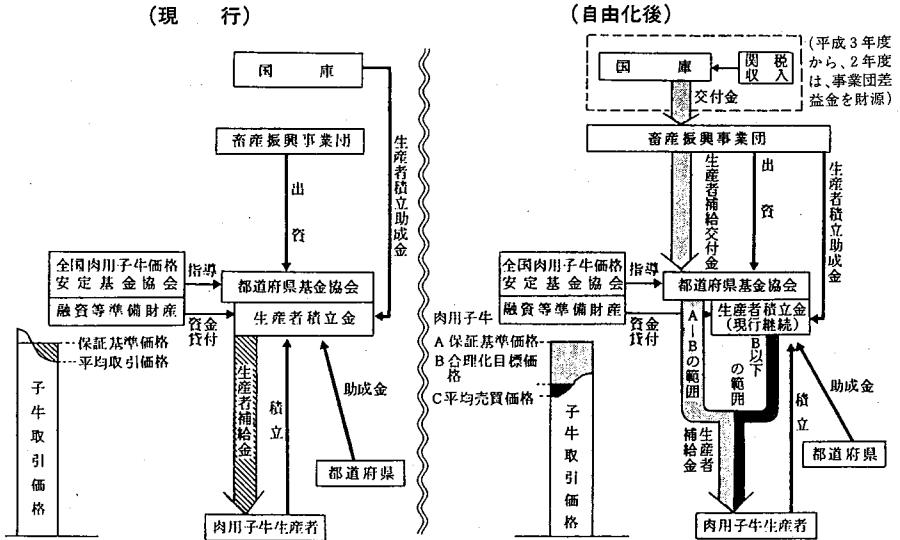 (現行)
国庫
畜産振興事業団
出資
生産者積立助成金
全国肉用子牛価格
安定基金協会
融資等準備財産
指導
資金
貸付
都道府県基金協会
生産者積立金
保証基準価格
平均取引価格
子牛取引価格
生産者補給金
積立
助成金
都道府県
肉用子牛生産者
(自由化後)
国庫
関税
収入
(平成3年度
から、2年度
は、事業団差
益金を財源)
交付金
畜産振興事業団
生産者補給交付金
出資
生産者積立助成金
全国肉用子牛価格
安定基金協会
融資等準備財産
指導
資金
貸付
都道府県基金協会
生産者積立金
(現行継続)
肉用子牛
A 保証基準価格
B 合理化目標価
格
C 平均売買価格
子牛取引価格
A―Bの範囲
B以下
の範囲
生産者
補給金
積立
助成金
都道府県
肉用子牛生産者